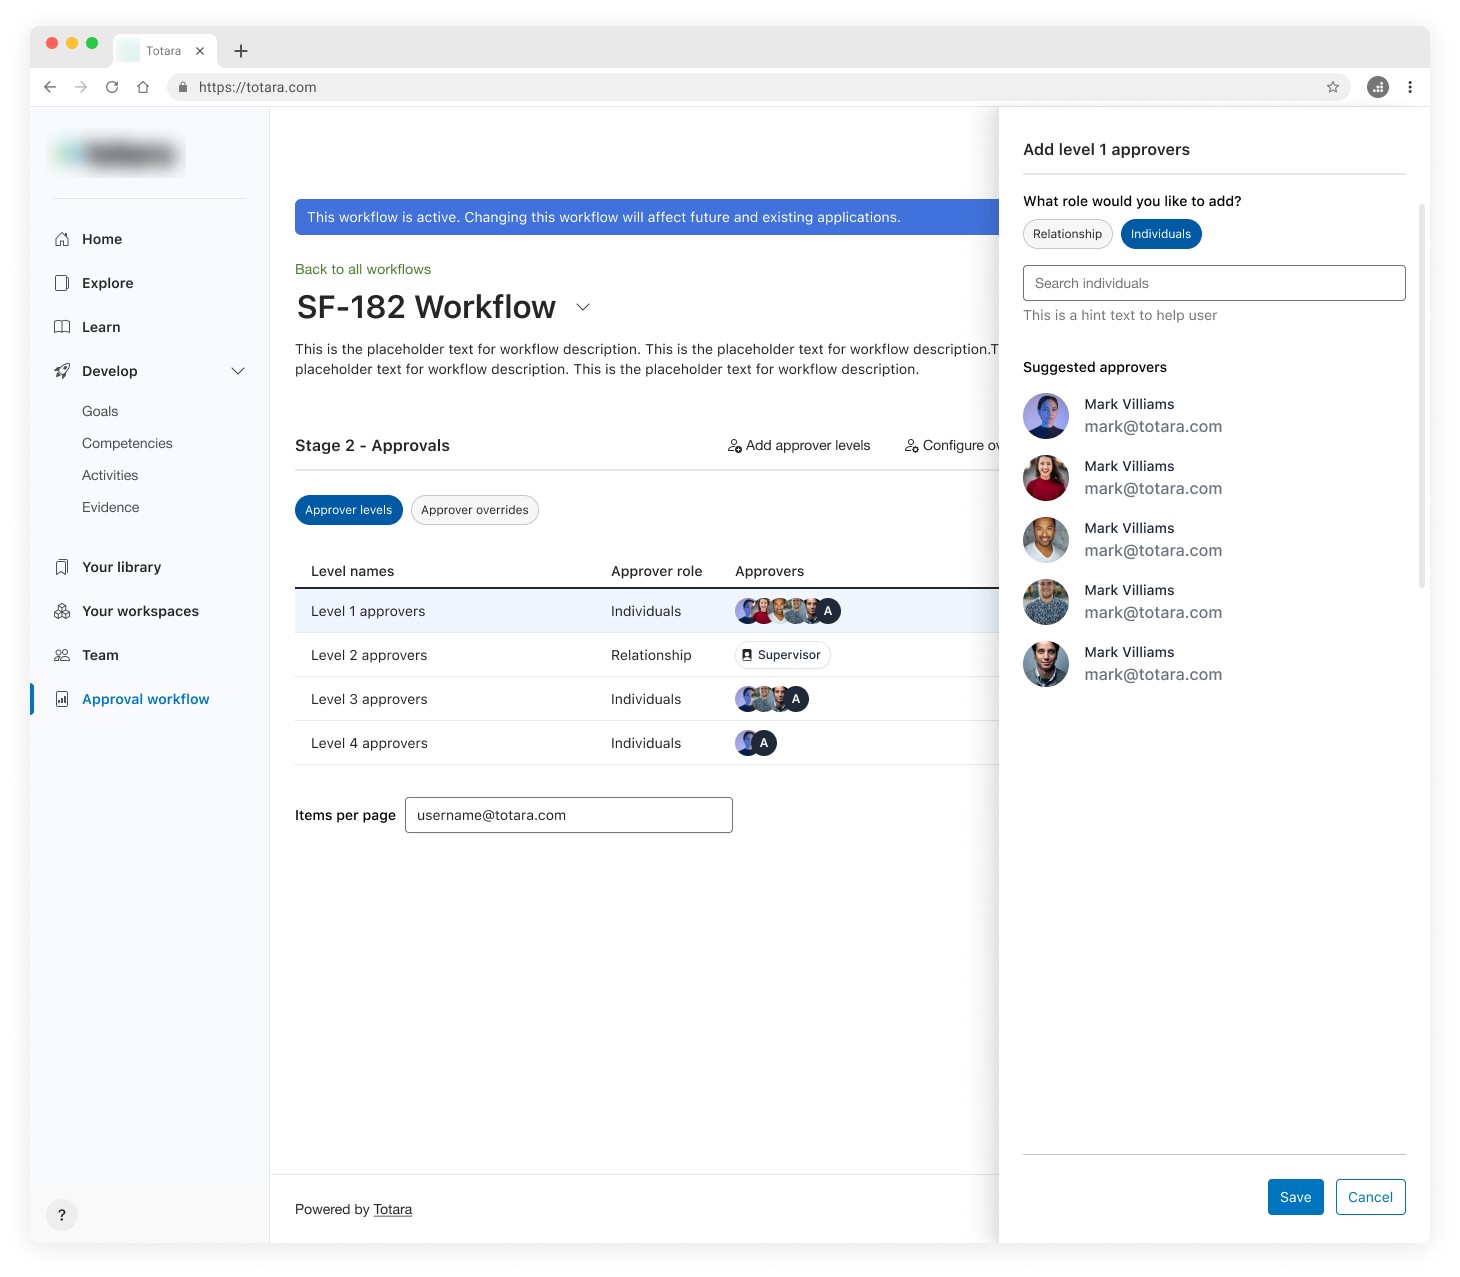 Totara
https://totara.com
Home
Explore
Learn
Develop
Goals
Competencies
Activities
Evidence
Your library
Your workspaces
Team
Approval workflow
?
This workflow is active. Changing this workflow will affect future and existing applications.
Back to all workflows
SF-182 Workflow
This is the placeholder text for workflow description. This is the placeholder text for workflow description.T
placeholder text for workflow description. This is the placeholder text for workflow description.
Stage 2 - Approvals
Add approver levels
Configure ov
Approver levels
Approver overrides
Level names Approver role Approvers
Level 1 approvers Individuals A
Level 2 approvers Relationship Supervisor
Level 3 approvers Individuals A
Level 4 approvers Individuals A
Items per page username@totara.com
Powered by Totara
Add level 1 approvers
What role would you like to add?
Relationship
Individuals
Search individuals
This is a hint text to help user
Suggested approvers
Mark Villiams
mark@totara.com
Mark Villiams
mark@totara.com
Mark Villiams
mark@totara.com
Mark Villiams
mark@totara.com
Mark Villiams
mark@totara.com
Save
Cancel